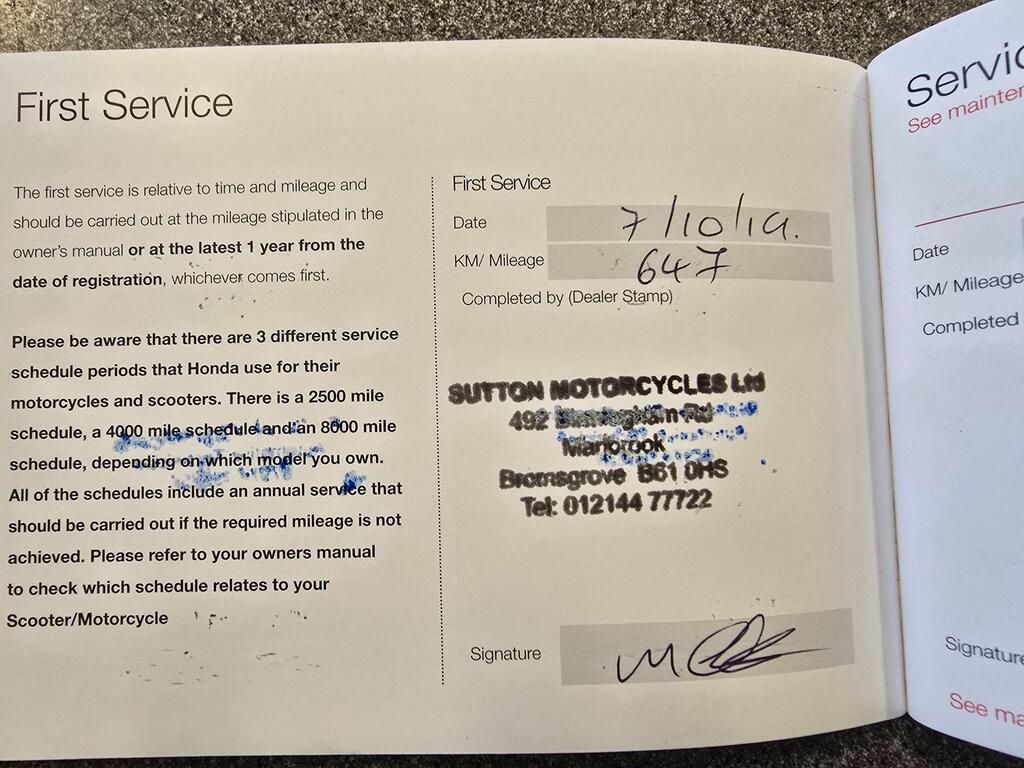 First Service
The first service is relative to time and mileage and
should be carried out at the mileage stipulated in the
owner's manual or at the latest 1 year from the
date of registration, whichever comes first.
Please be aware that there are 3 different service
schedule periods that Honda use for their
motorcycles and scooters. There is a 2500 mile
schedule, a 4000 mile schedule and an 8000 mile
schedule, depending on which model you own.
All of the schedules include an annual service that
should be carried out if the required mileage is not
achieved. Please refer to your owners manual
to check which schedule relates to your
Scooter/Motorcycle
First Service
Date 7/10/19.
KM/ Mileage 647
Completed by (Dealer Stamp)
SUTTON MOTORCYCLES Ltd
492 Birmingham Rd
Marlbrook
Bromsgrove B61 0HS
Tel: 012144 77722
Signature
Servic
See mainten
Date
KM/ Mileage
Completed
Signature
See ma